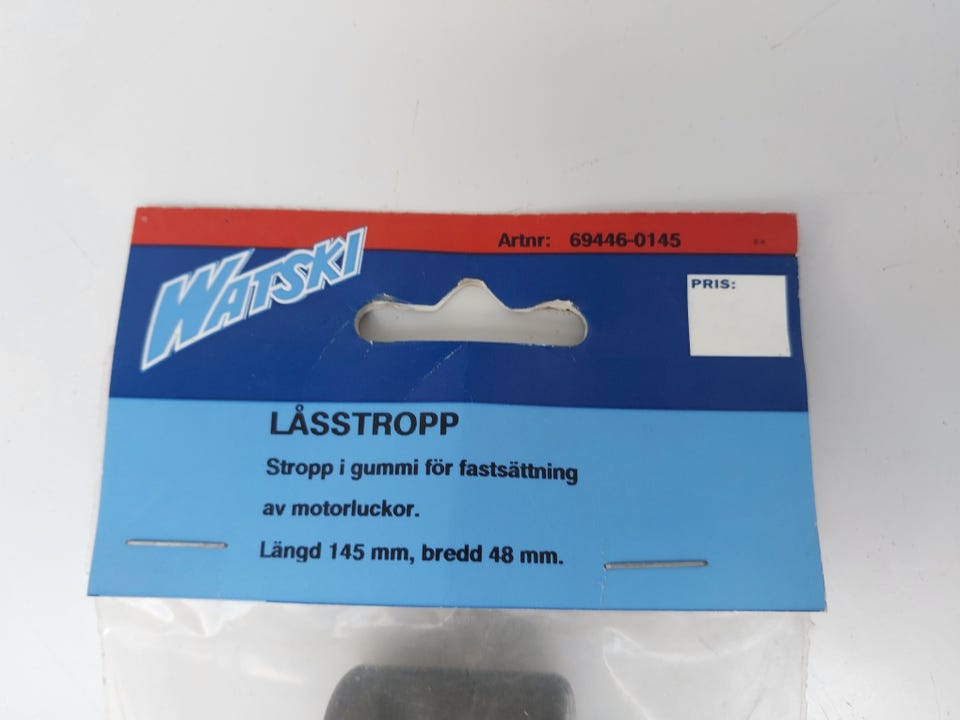 WATSKI
Artnr: 69446-0145
PRIS:
LÅSSTROPP
Stropp i gummi för fastsättning
av motorluckor.
Längd 145 mm, bredd 48 mm.